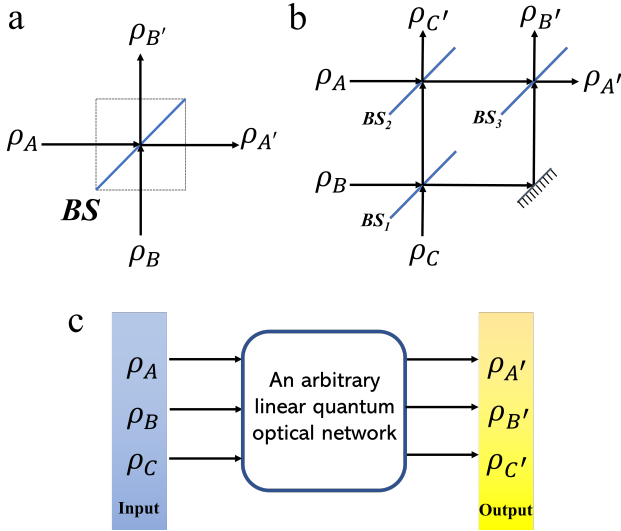 a
ρB′
ρA
ρA′
BS
ρB
b
ρC′
ρB′
ρA
ρA′
BS2
BS3
ρB
BS1
ρC
c
ρA
ρB
ρC
Input
An arbitrary
linear quantum
optical network
ρA′
ρB′
ρC′
Output